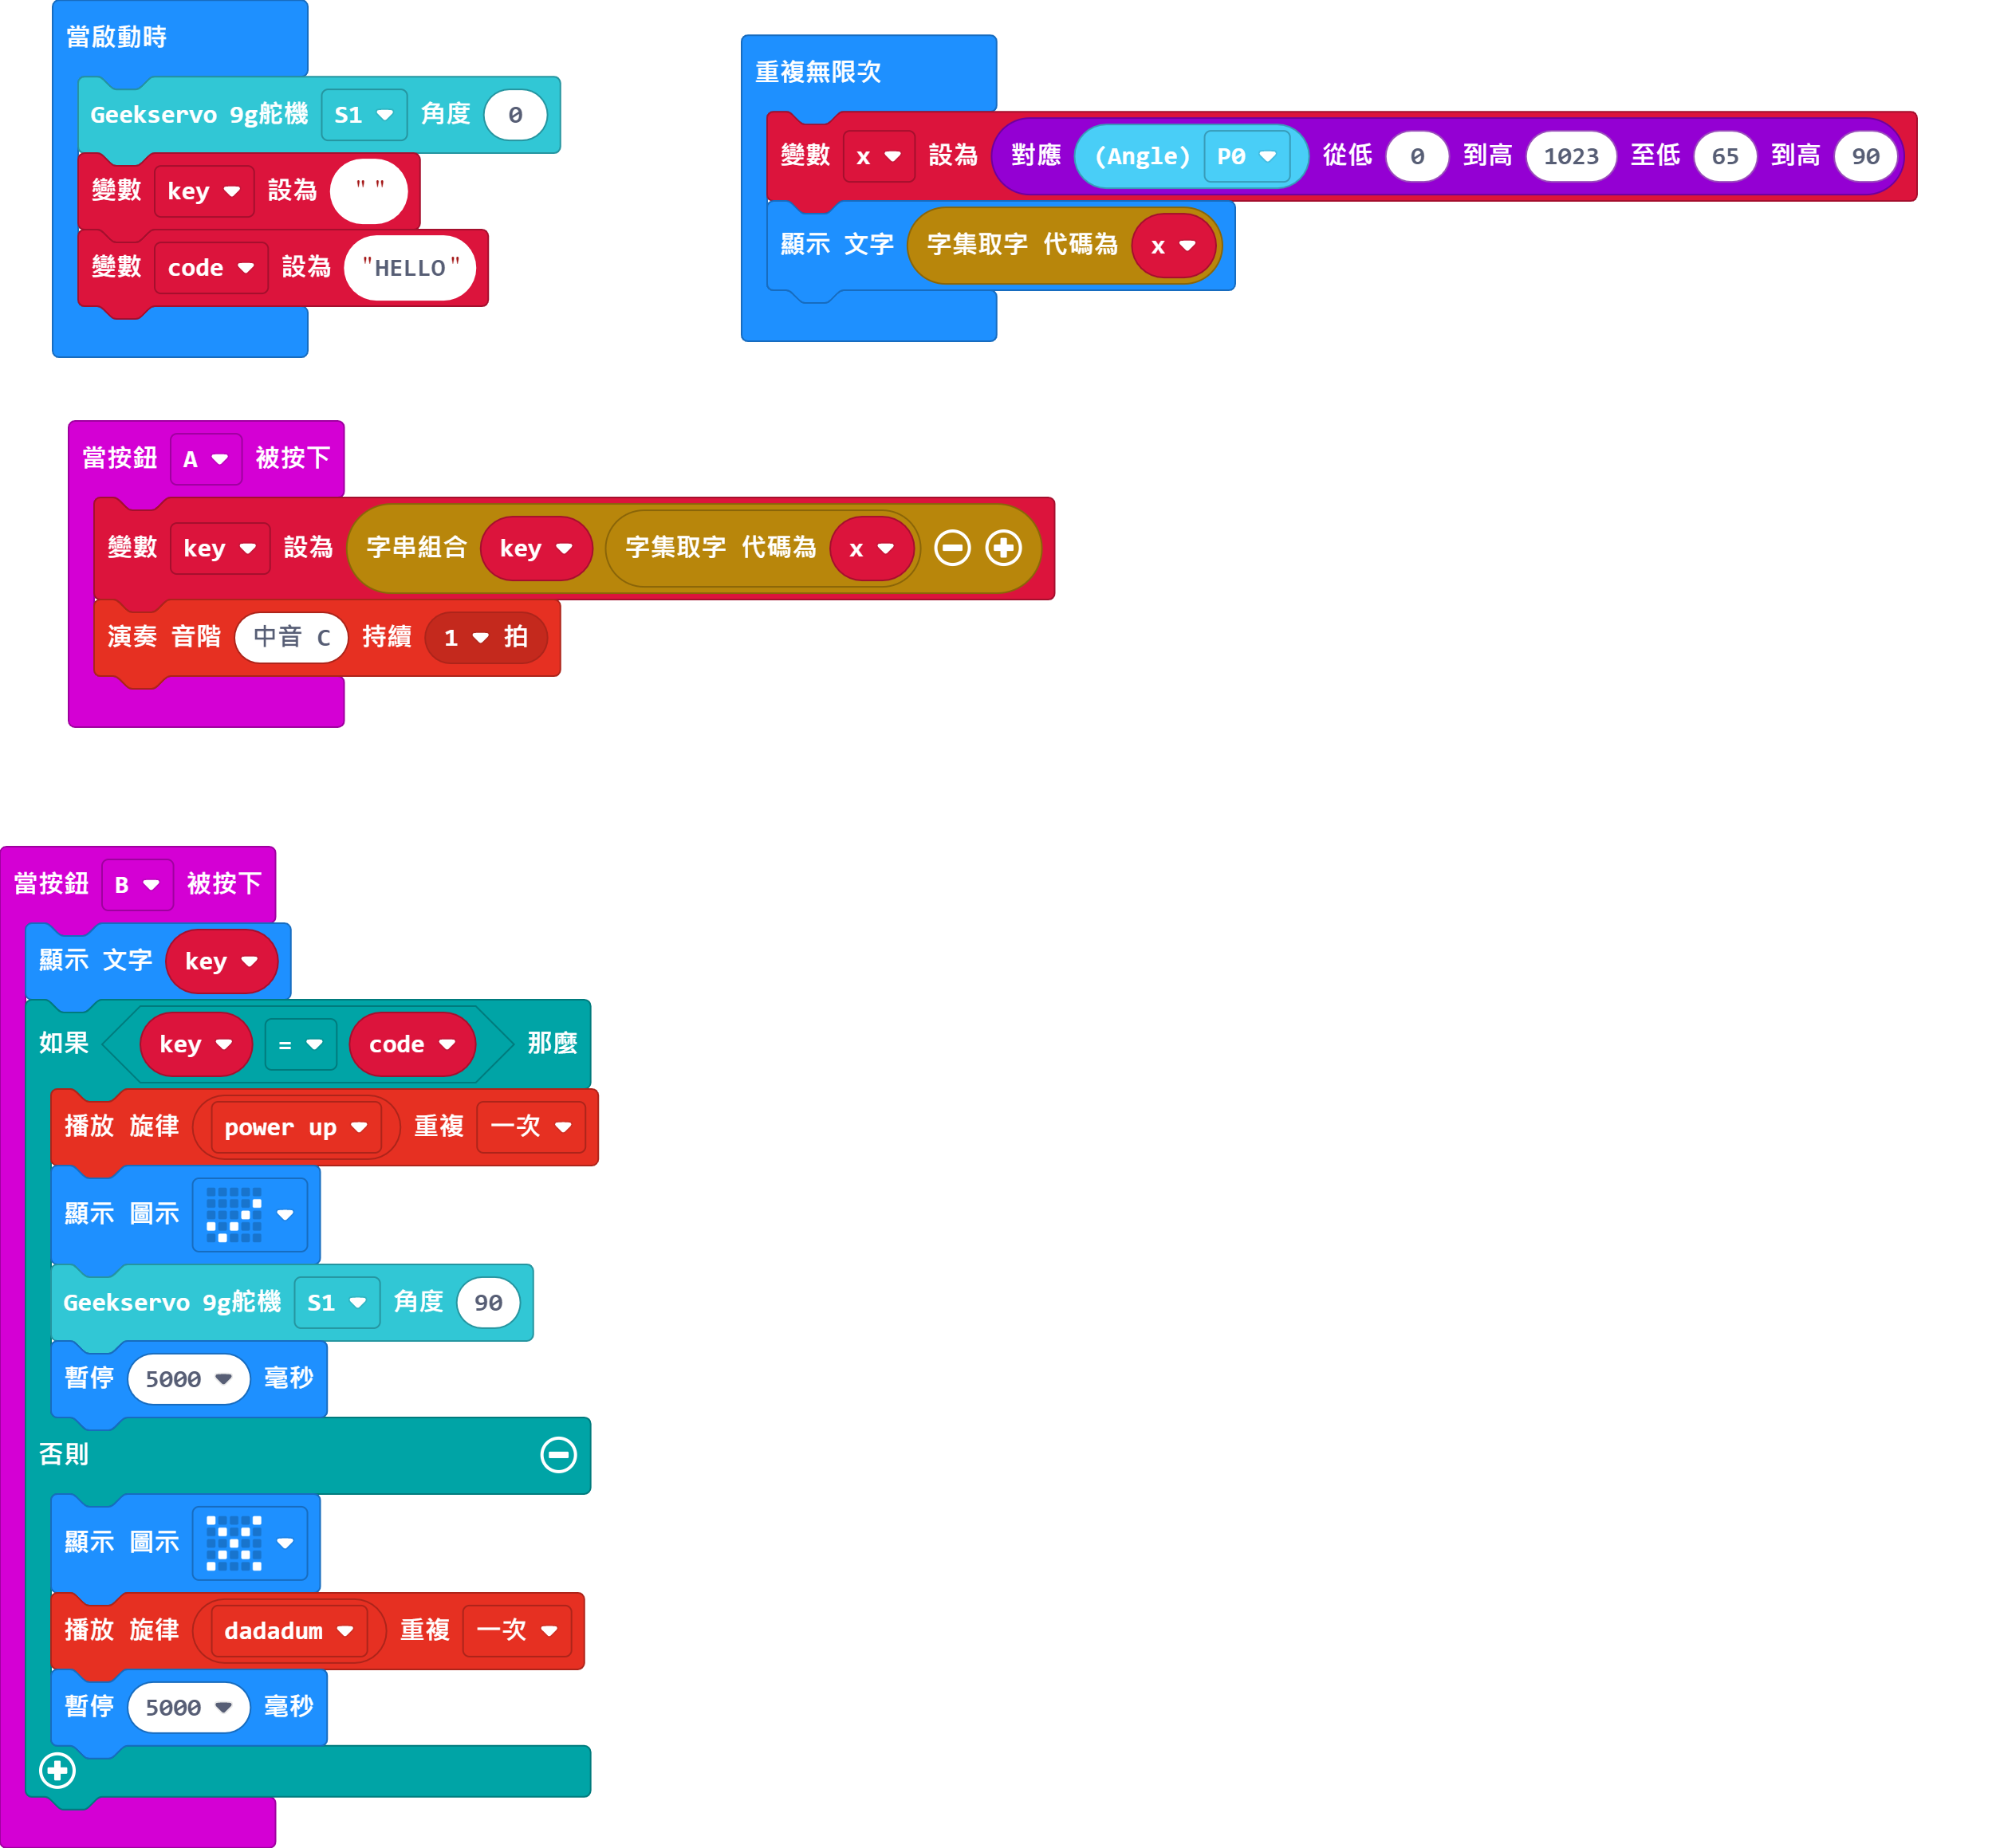 當啟動時
Geekservo 9g舵機 S1 角度 0
變數 key 設為 " "
變數 code 設為 "HELLO"
重複無限次
變數 x 設為 對應 (Angle) P0 從低 0 到高 1023 至低 65 到高 90
顯示 文字 字集取字 代碼為 x
當按鈕 A 被按下
變數 key 設為 字串組合 key 字集取字 代碼為 x
演奏 音階 中音 C 持續 1 拍
當按鈕 B 被按下
顯示 文字 key
如果 key = code 那麼
播放 旋律 power up 重複 一次
顯示 圖示
Geekservo 9g舵機 S1 角度 90
暫停 5000 毫秒
否則
顯示 圖示
播放 旋律 dadadum 重複 一次
暫停 5000 毫秒